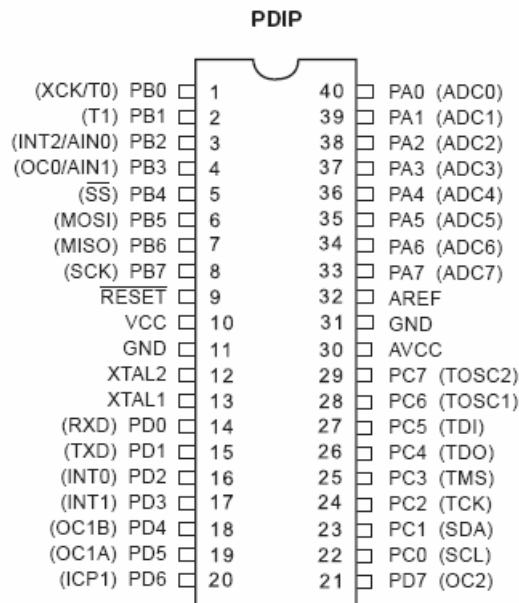 PDIP
(XCK/T0) PB0 1 40 PA0 (ADC0)
(T1) PB1 2 39 PA1 (ADC1)
(INT2/AIN0) PB2 3 38 PA2 (ADC2)
(OC0/AIN1) PB3 4 37 PA3 (ADC3)
(SS) PB4 5 36 PA4 (ADC4)
(MOSI) PB5 6 35 PA5 (ADC5)
(MISO) PB6 7 34 PA6 (ADC6)
(SCK) PB7 8 33 PA7 (ADC7)
RESET 9 32 AREF
VCC 10 31 GND
GND 11 30 AVCC
XTAL2 12 29 PC7 (TOSC2)
XTAL1 13 28 PC6 (TOSC1)
(RXD) PD0 14 27 PC5 (TDI)
(TXD) PD1 15 26 PC4 (TDO)
(INT0) PD2 16 25 PC3 (TMS)
(INT1) PD3 17 24 PC2 (TCK)
(OC1B) PD4 18 23 PC1 (SDA)
(OC1A) PD5 19 22 PC0 (SCL)
(ICP1) PD6 20 21 PD7 (OC2)